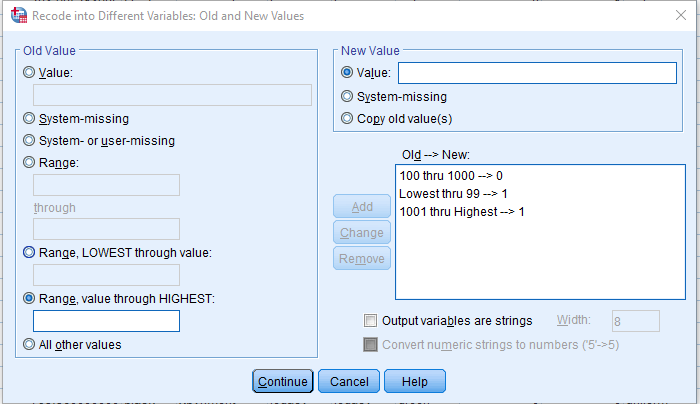 Recode into Different Variables: Old and New Values
Old Value
Value:
System-missing
System- or user-missing
Range:
through
Range, LOWEST through value:
Range, value through HIGHEST:
All other values
New Value
Value:
System-missing
Copy old value(s)
Old --> New:
100 thru 1000 --> 0
Lowest thru 99 --> 1
1001 thru Highest --> 1
Add
Change
Remove
Output variables are strings Width: 8
Convert numeric strings to numbers ('5'->5)
Continue Cancel Help